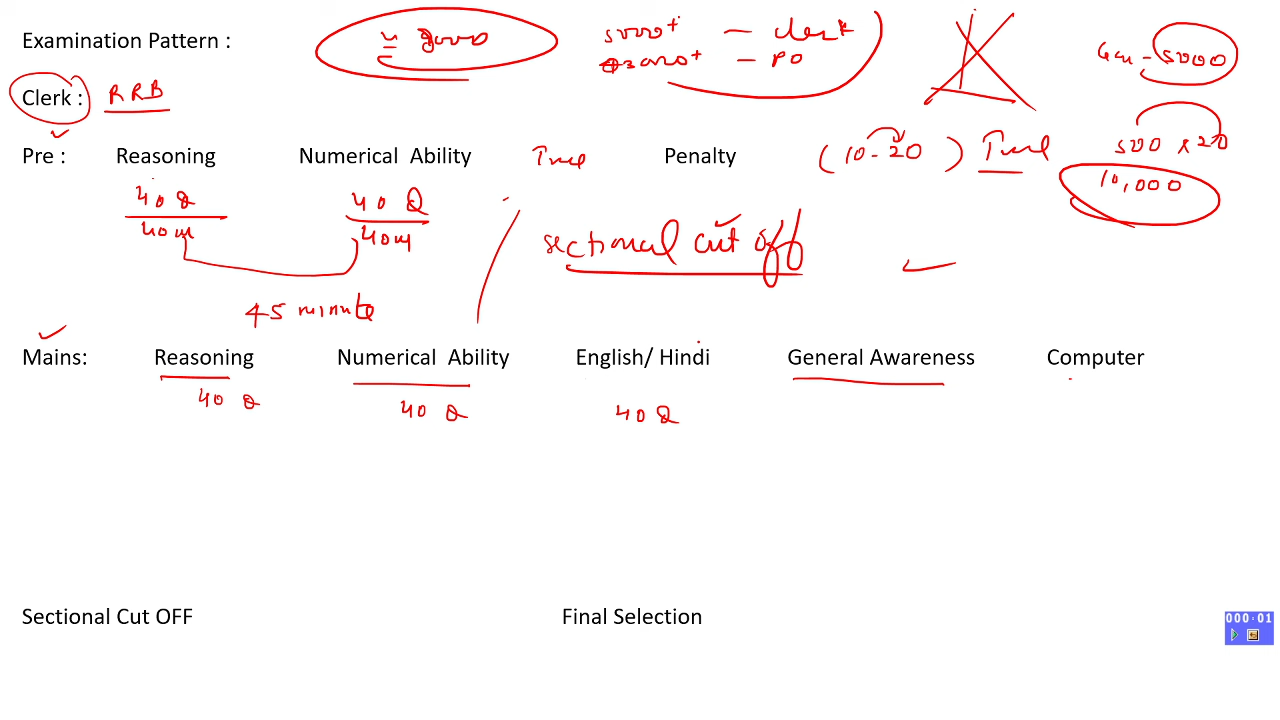 Examination Pattern :
5000+ — clerk
3000+ — PO
Gen - 5000
Clerk : RRB
Pre : Reasoning Numerical Ability Time Penalty (10-20) Time
500 x 20
10,000
40 Q 40 Q
40 M 40 M
sectional cut off
45 minute
Mains: Reasoning Numerical Ability English/ Hindi General Awareness Computer
40 Q 40 Q 40 Q
Sectional Cut OFF Final Selection
000:01